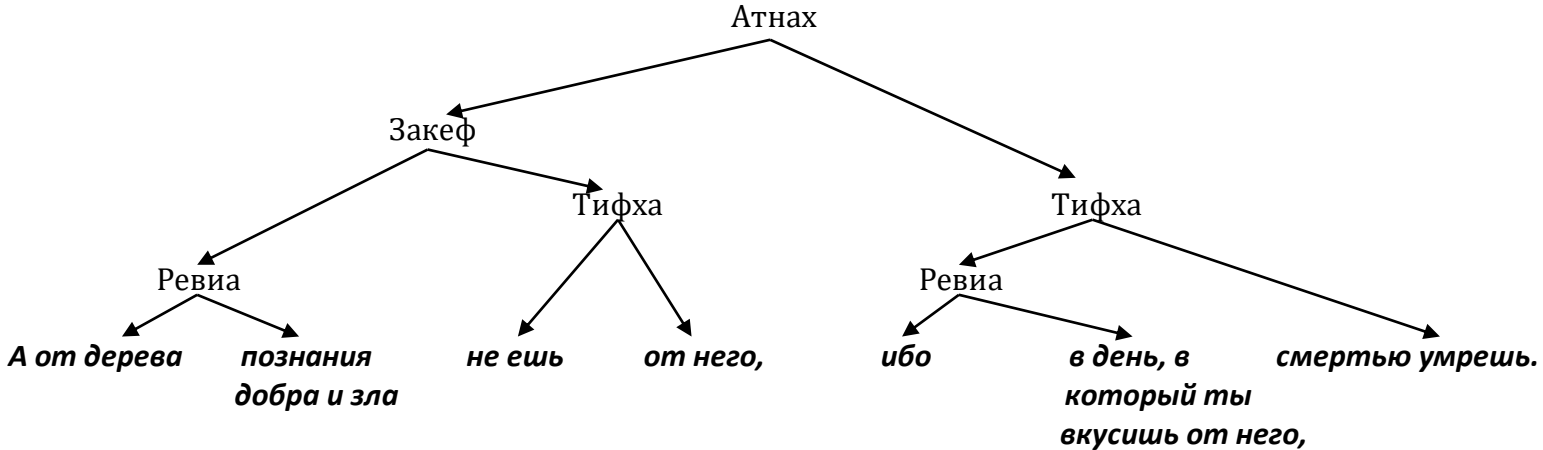 Атнах
Закеф
Тифха Тифха
Ревиа Ревиа
А от дерева познания не ешь от него, ибо в день, в смертью умрешь.
добра и зла который ты
вкусишь от него,